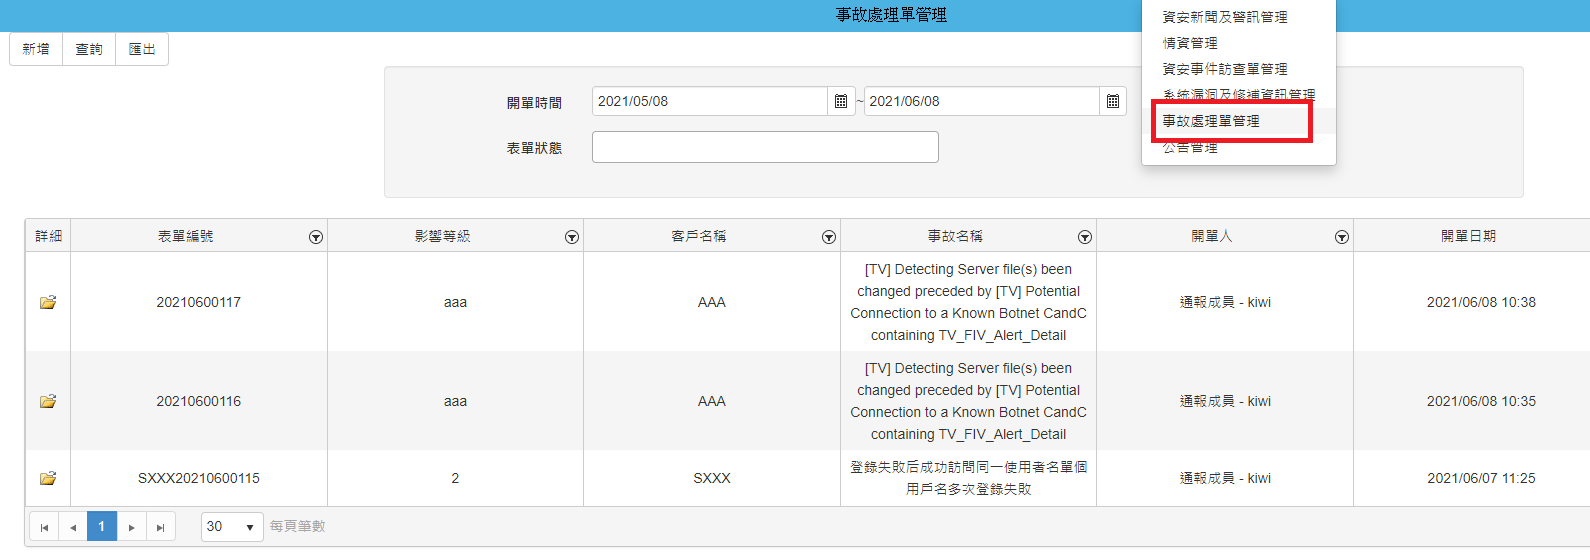 事故處理單管理
資安新聞及警訊管理
情資管理
資安事件訪查單管理
系統漏洞及修補資訊管理
事故處理單管理
公告管理
新增 查詢 匯出
開單時間 2021/05/08 ~ 2021/06/08
表單狀態
詳細 表單編號 影響等級 客戶名稱 事故名稱 開單人 開單日期
20210600117 aaa AAA [TV] Detecting Server file(s) been
changed preceded by [TV] Potential
Connection to a Known Botnet CandC
containing TV_FIV_Alert_Detail
通報成員 - kiwi 2021/06/08 10:38
20210600116 aaa AAA [TV] Detecting Server file(s) been
changed preceded by [TV] Potential
Connection to a Known Botnet CandC
containing TV_FIV_Alert_Detail
通報成員 - kiwi 2021/06/08 10:35
SXXX20210600115 2 SXXX 登錄失敗后成功訪問同一使用者名單個
用戶名多次登錄失敗
通報成員 - kiwi 2021/06/07 11:25
1 30 每頁筆數